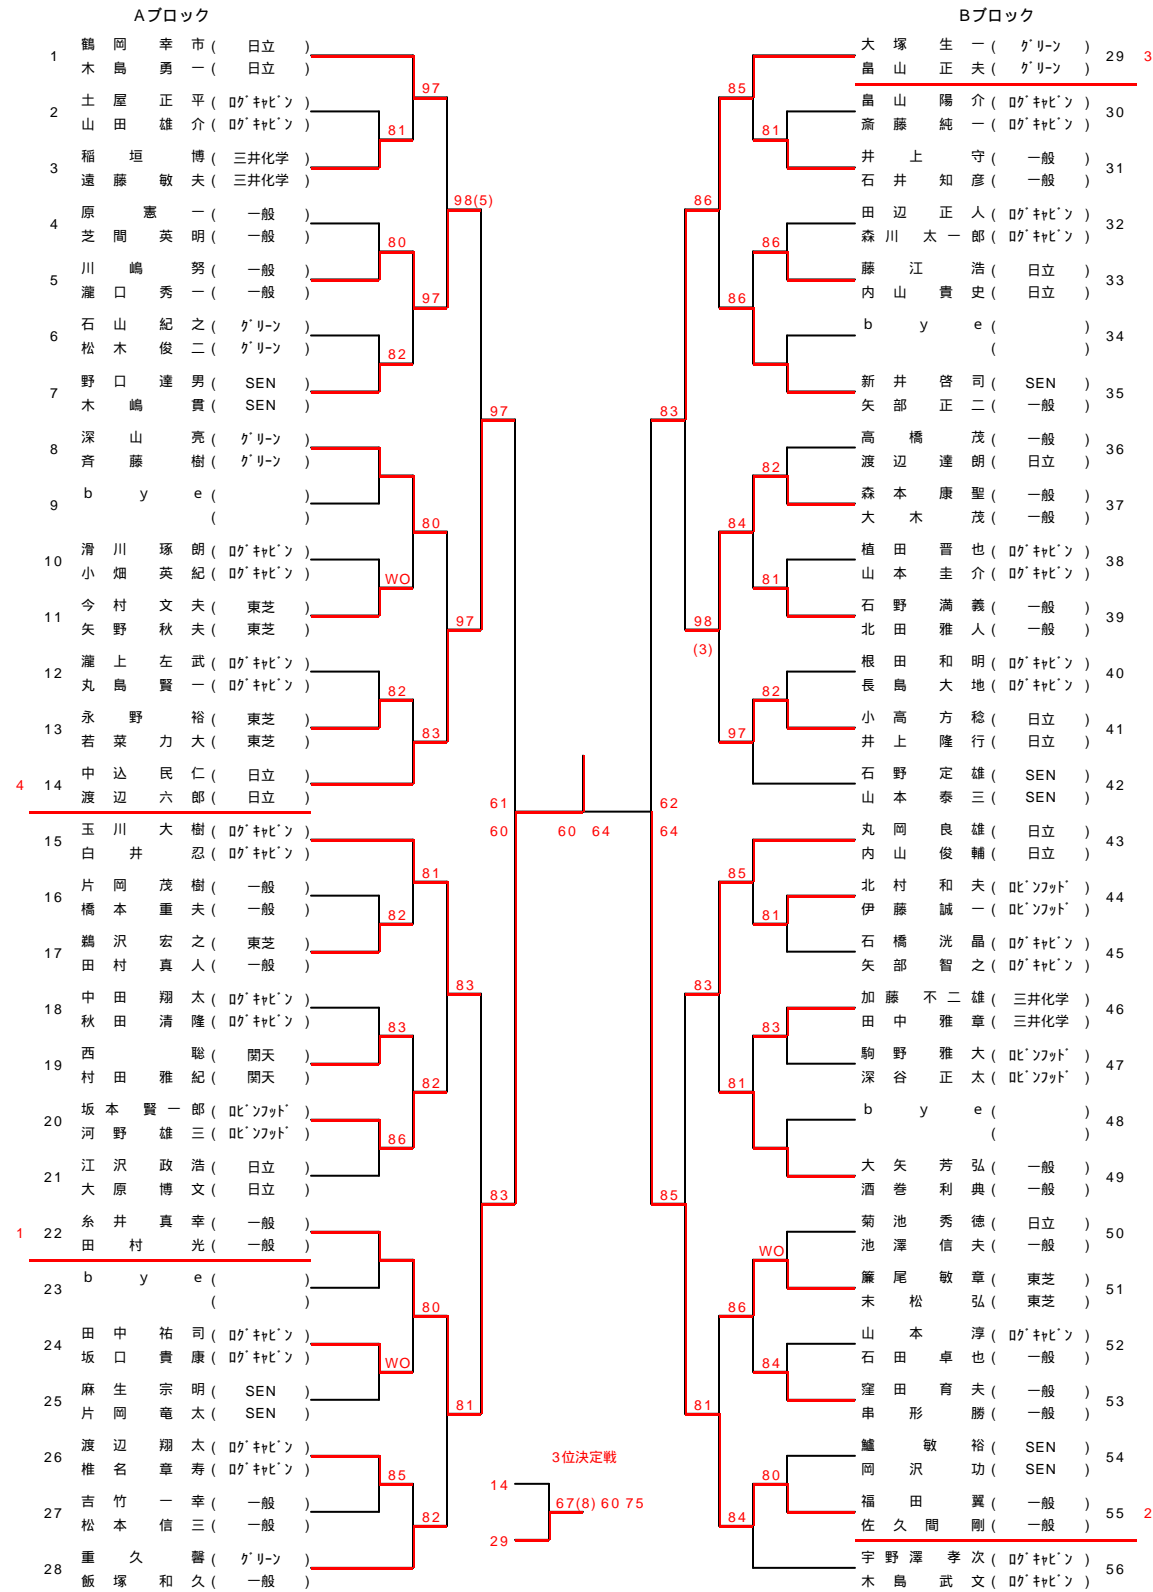 Aブロック
1 鶴岡幸市 ( 日立 )
木島勇一 ( 日立 )
2 土屋正平 ( ログキャビン )
山田雄介 ( ログキャビン )
3 稲垣博 ( 三井化学 )
遠藤敏夫 ( 三井化学 )
4 原憲一 ( 一般 )
芝間英明 ( 一般 )
5 川嶋努 ( 一般 )
瀧口秀一 ( 一般 )
6 石山紀之 ( グリーン )
松木俊二 ( グリーン )
7 野口達男 ( SEN )
木嶋貫 ( SEN )
8 深山亮 ( グリーン )
斉藤樹 ( グリーン )
9 bye ( )
( )
10 滑川琢朗 ( ログキャビン )
小畑英紀 ( ログキャビン )
11 今村文夫 ( 東芝 )
矢野秋夫 ( 東芝 )
12 瀧上左武 ( ログキャビン )
丸島賢一 ( ログキャビン )
13 永野裕 ( 東芝 )
若菜力大 ( 東芝 )
4 14 中込民仁 ( 日立 )
渡辺六郎 ( 日立 )
15 玉川大樹 ( ログキャビン )
白井忍 ( ログキャビン )
16 片岡茂樹 ( 一般 )
橋本重夫 ( 一般 )
17 鵜沢宏之 ( 東芝 )
田村真人 ( 一般 )
18 中田翔太 ( ログキャビン )
秋田清隆 ( ログキャビン )
19 西聡 ( 関天 )
村田雅紀 ( 関天 )
20 坂本賢一郎 ( ロビンフッド )
河野雄三 ( ロビンフッド )
21 江沢政浩 ( 日立 )
大原博文 ( 日立 )
1 22 糸井真幸 ( 一般 )
田村光 ( 一般 )
23 bye ( )
( )
24 田中祐司 ( ログキャビン )
坂口貴康 ( ログキャビン )
25 麻生宗明 ( SEN )
片岡竜太 ( SEN )
26 渡辺翔太 ( ログキャビン )
椎名章寿 ( ログキャビン )
27 吉竹一幸 ( 一般 )
松本信三 ( 一般 )
28 重久馨 ( グリーン )
飯塚和久 ( 一般 )
97
81
98(5)
80
97
82
97
80
WO
97
82
83
61
60
60 64
81
82
83
83
82
86
83
80
WO
81
85
82
3位決定戦
14
67(8) 60 75
29
Bブロック
大塚生一 ( グリーン ) 29 3
畠山正夫 ( グリーン )
畠山陽介 ( ログキャビン ) 30
斎藤純一 ( ログキャビン )
井上守 ( 一般 ) 31
石井知彦 ( 一般 )
田辺正人 ( ログキャビン ) 32
森川太一郎 ( ログキャビン )
藤江浩 ( 日立 ) 33
内山貴史 ( 日立 )
bye ( ) 34
( )
新井啓司 ( SEN ) 35
矢部正二 ( 一般 )
高橋茂 ( 一般 ) 36
渡辺達朗 ( 日立 )
森本康聖 ( 一般 ) 37
大木茂 ( 一般 )
植田晋也 ( ログキャビン ) 38
山本圭介 ( ログキャビン )
石野満義 ( 一般 ) 39
北田雅人 ( 一般 )
根田和明 ( ログキャビン ) 40
長島大地 ( ログキャビン )
小高方稔 ( 日立 ) 41
井上隆行 ( 日立 )
石野定雄 ( SEN ) 42
山本泰三 ( SEN )
丸岡良雄 ( 日立 ) 43
内山俊輔 ( 日立 )
北村和夫 ( ロビンフッド ) 44
伊藤誠一 ( ロビンフッド )
石橋洸晶 ( ログキャビン ) 45
矢部智之 ( ログキャビン )
加藤不二雄 ( 三井化学 ) 46
田中雅章 ( 三井化学 )
駒野雅大 ( ロビンフッド ) 47
深谷正太 ( ロビンフッド )
bye ( ) 48
( )
大矢芳弘 ( 一般 ) 49
酒巻利典 ( 一般 )
菊池秀徳 ( 日立 ) 50
池澤信夫 ( 一般 )
簾尾敏章 ( 東芝 ) 51
末松弘 ( 東芝 )
山本淳 ( ログキャビン ) 52
石田卓也 ( 一般 )
窪田育夫 ( 一般 ) 53
串形勝 ( 一般 )
鱸敏裕 ( SEN ) 54
岡沢功 ( SEN )
福田翼 ( 一般 ) 55 2
佐久間剛 ( 一般 )
宇野澤孝次 ( ログキャビン ) 56
木島武文 ( ログキャビン )
85
81
86
86
86
83
82
84
81
98
(3)
82
97
62
64
85
81
83
83
81
85
WO
86
84
81
80
84